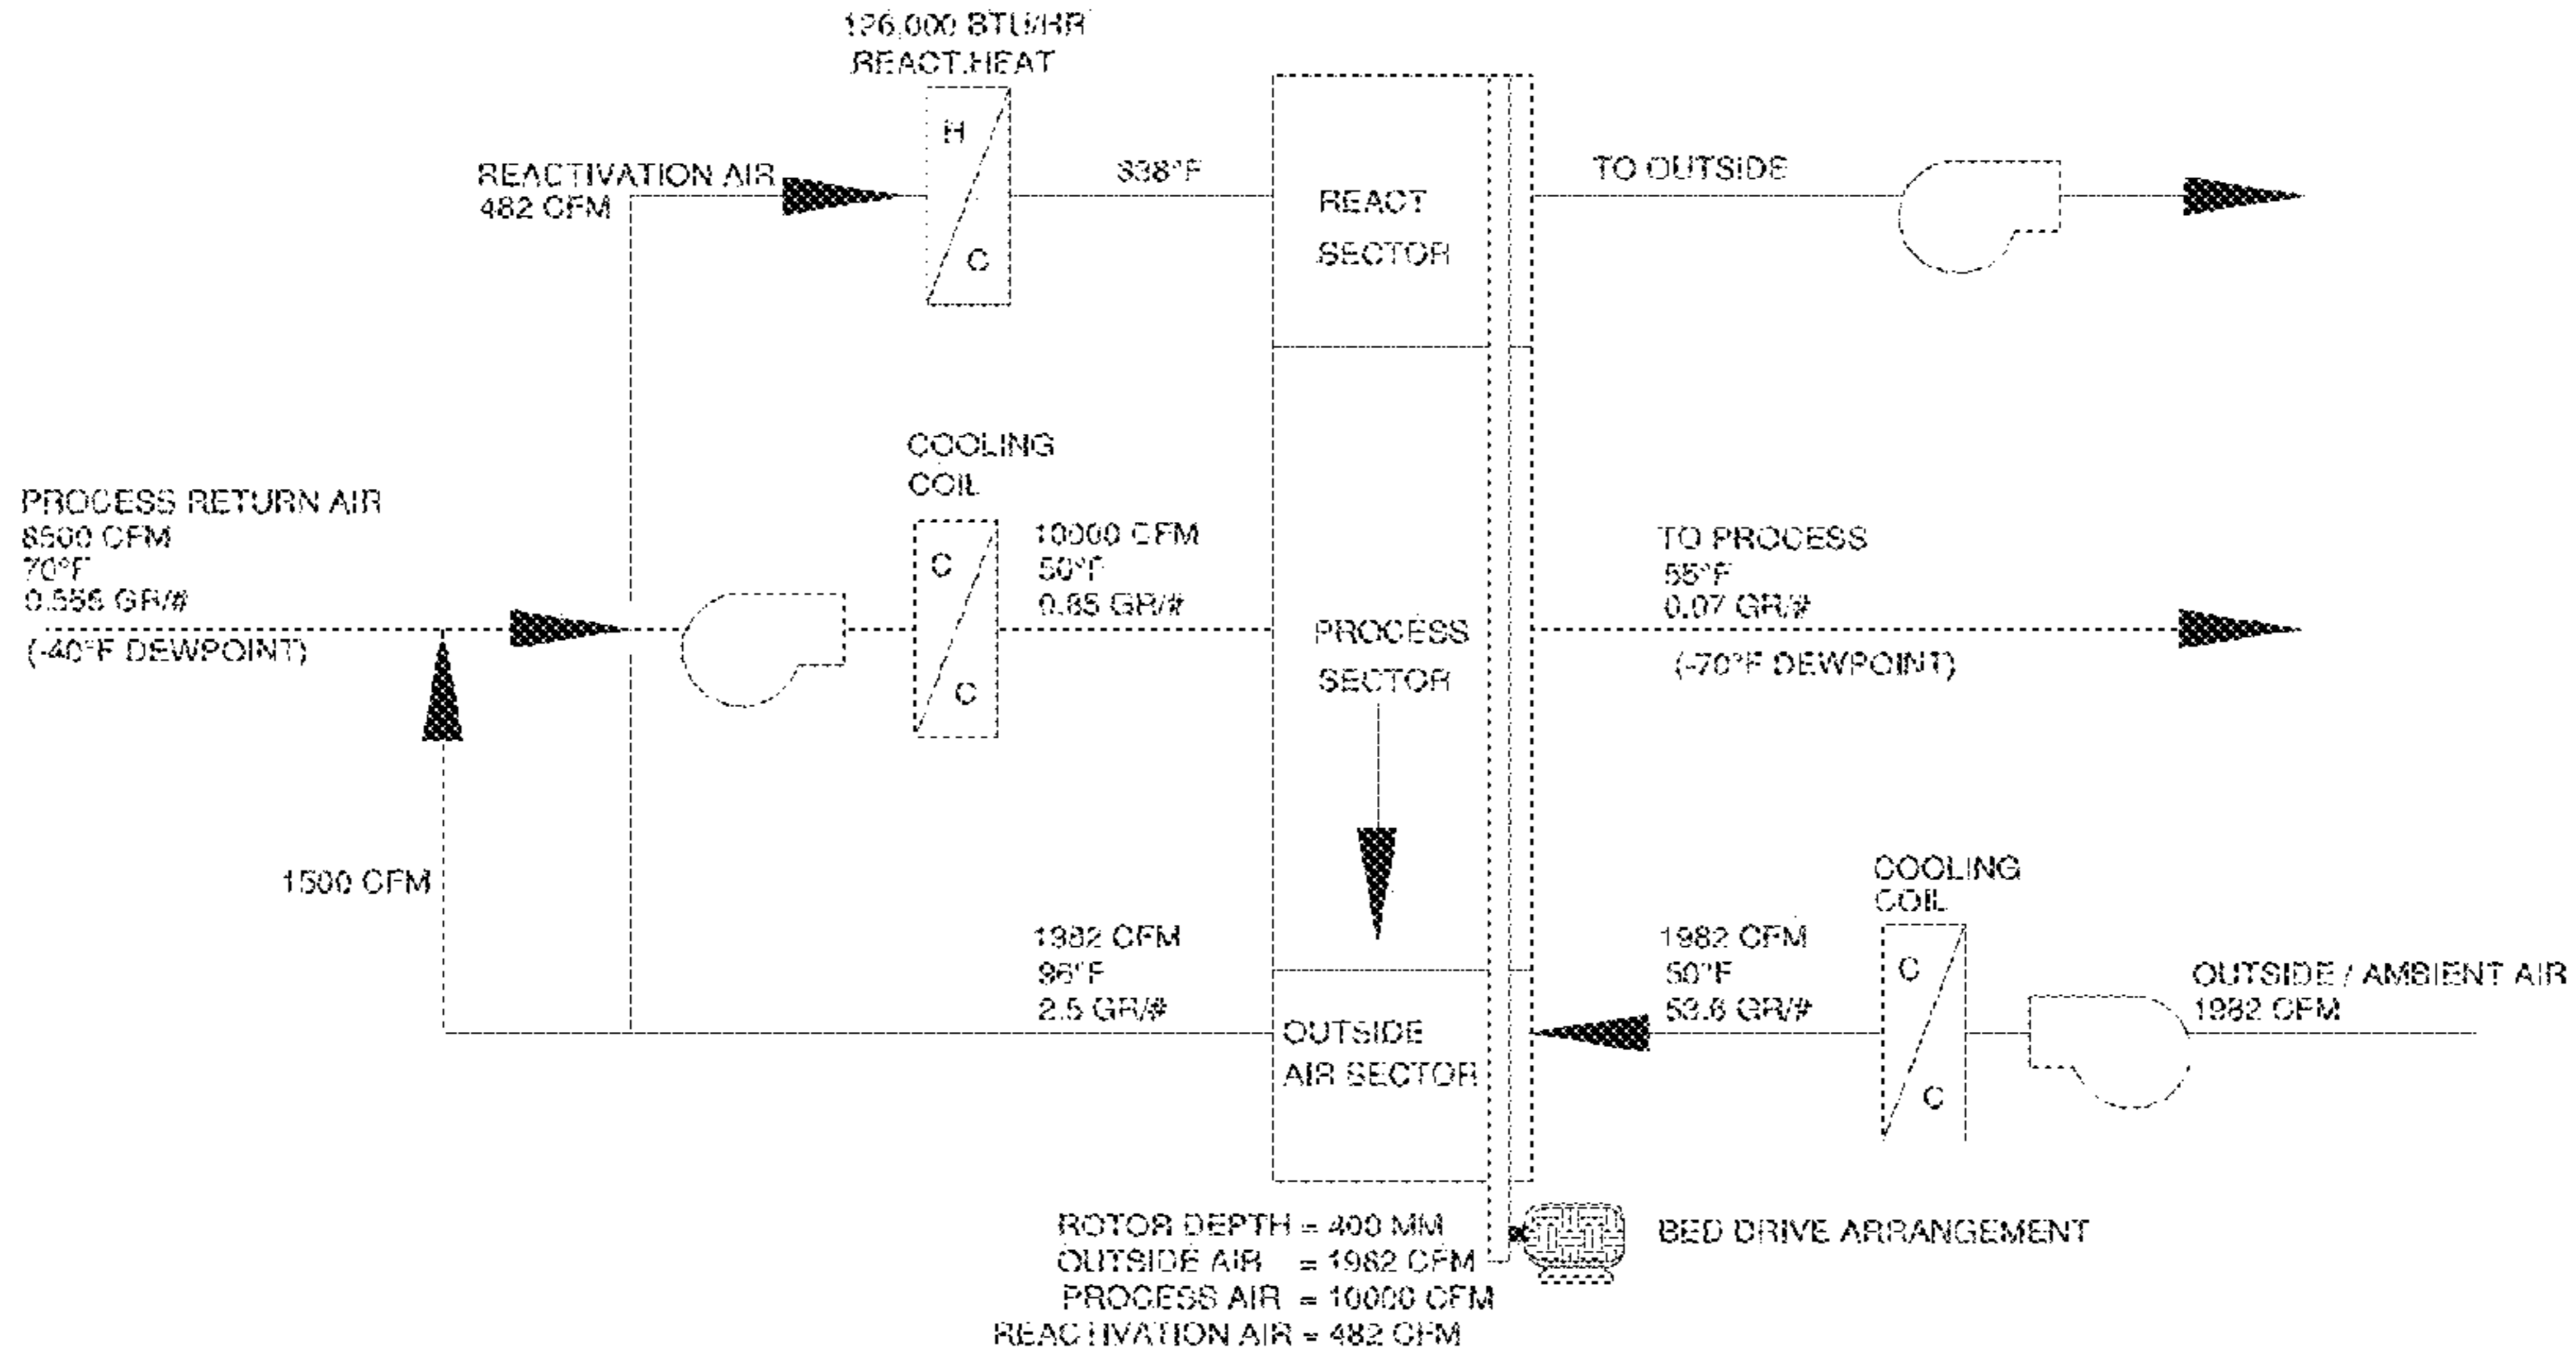 126,000 BTU/HR
REACT.HEAT
H
C
REACTIVATION AIR
482 CFM
338°F
REACT
SECTOR
TO OUTSIDE
PROCESS RETURN AIR
8500 CFM
70°F
0.555 GR/#
(-40°F DEWPOINT)
COOLING
COIL
C
C
10000 CFM
50°F
0.85 GR/#
PROCESS
SECTOR
TO PROCESS
55°F
0.07 GR/#
(-70°F DEWPOINT)
1500 CFM
1982 CFM
96°F
2.5 GR/#
OUTSIDE
AIR SECTOR
1982 CFM
50°F
53.6 GR/#
COOLING
COIL
C
C
OUTSIDE / AMBIENT AIR
1982 CFM
ROTOR DEPTH = 400 MM
OUTSIDE AIR = 1982 CFM
PROCESS AIR = 10000 CFM
REACTIVATION AIR = 482 CFM
BED DRIVE ARRANGEMENT